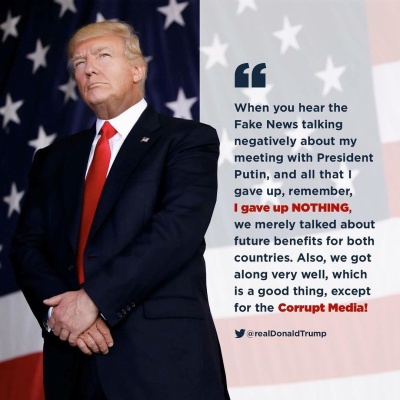 “
When you hear the
Fake News talking
negatively about my
meeting with President
Putin, and all that I
gave up, remember,
I gave up NOTHING,
we merely talked about
future benefits for both
countries. Also, we got
along very well, which
is a good thing, except
for the Corrupt Media!
@realDonaldTrump